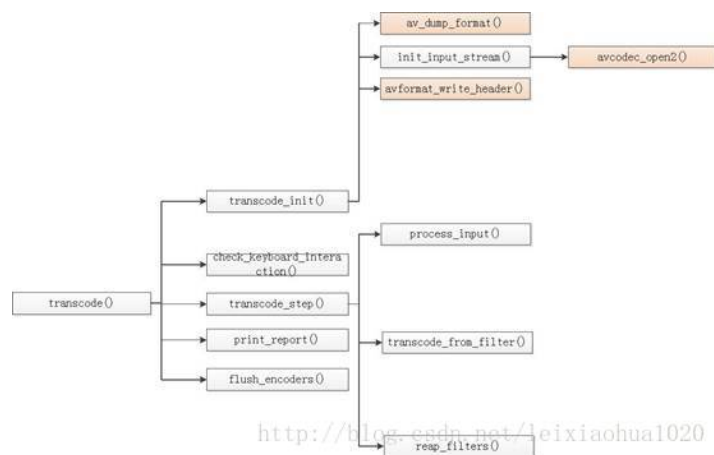 av_dump_format()
init_input_stream()
avcodec_open2()
avformat_write_header()
transcode_init()
process_input()
check_keyboard_intera
ction()
transcode()
transcode_step()
print_report()
transcode_from_filter()
flush_encoders()
http://blog.csdn.net/leixiaohua1020
reap_filters()